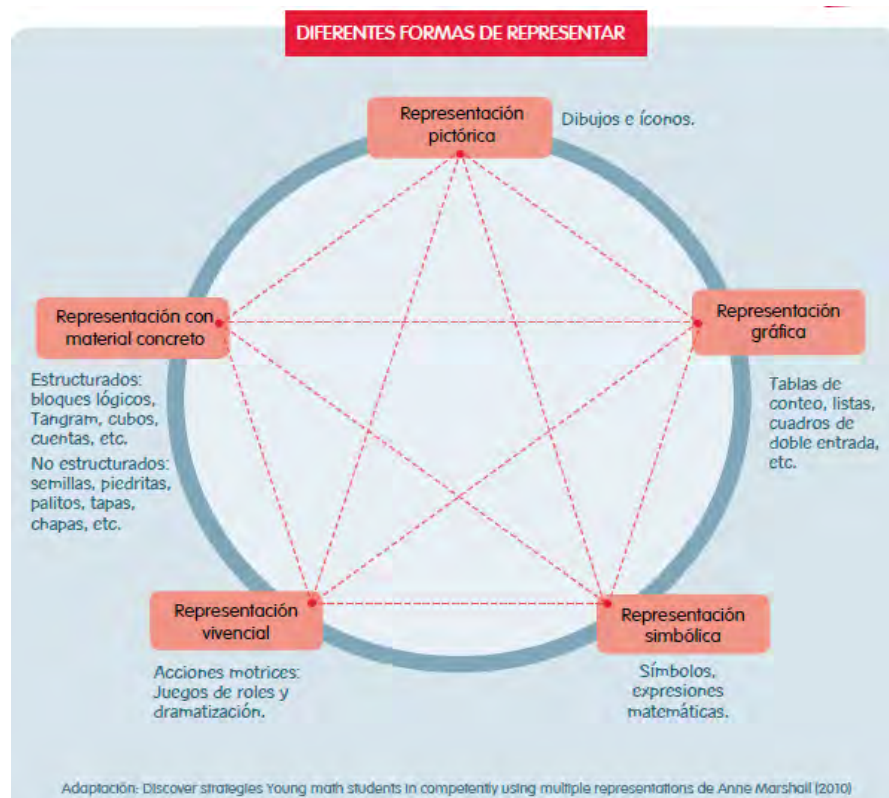 DIFERENTES FORMAS DE REPRESENTAR
Representación
pictórica
Dibujos e íconos.
Representación con
material concreto
Estructurados:
bloques lógicos,
Tangram, cubos,
cuentas, etc.
No estructurados:
semillas, piedritas,
palitos, tapas,
chapas, etc.
Representación
gráfica
Tablas de
conteo, listas,
cuadros de
doble entrada,
etc.
Representación
vivencial
Acciones motrices:
Juegos de roles y
dramatización.
Representación
simbólica
Símbolos,
expresiones
matemáticas.
Adaptación: Discover strategies Young math students in competently using multiple representations de Anne Marshall (2010)